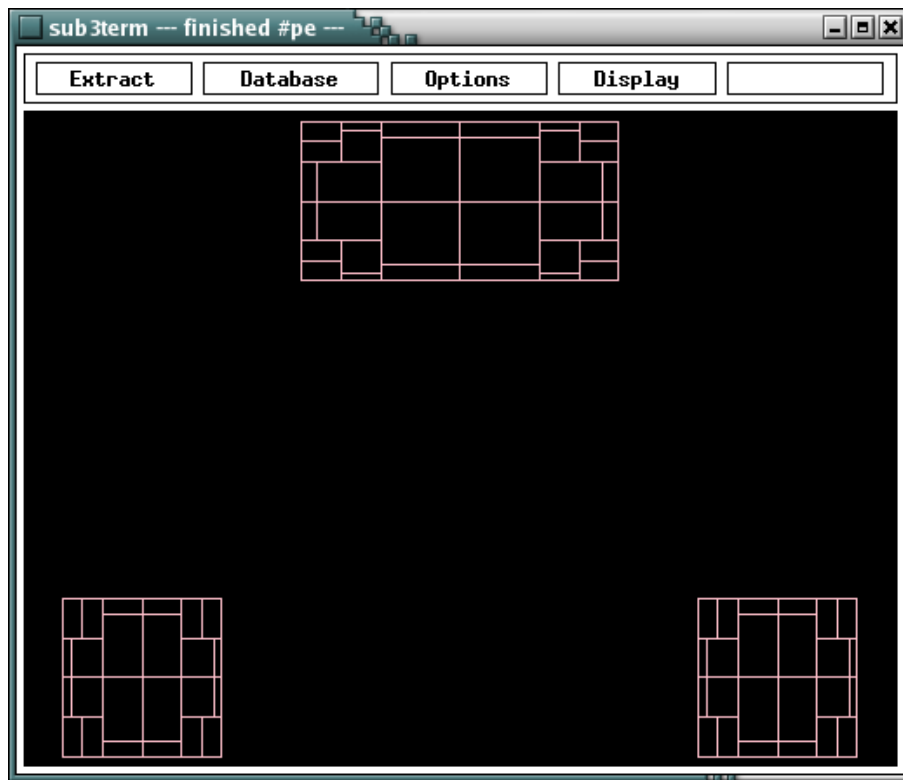 sub3term --- finished #pe ---
Extract Database Options Display